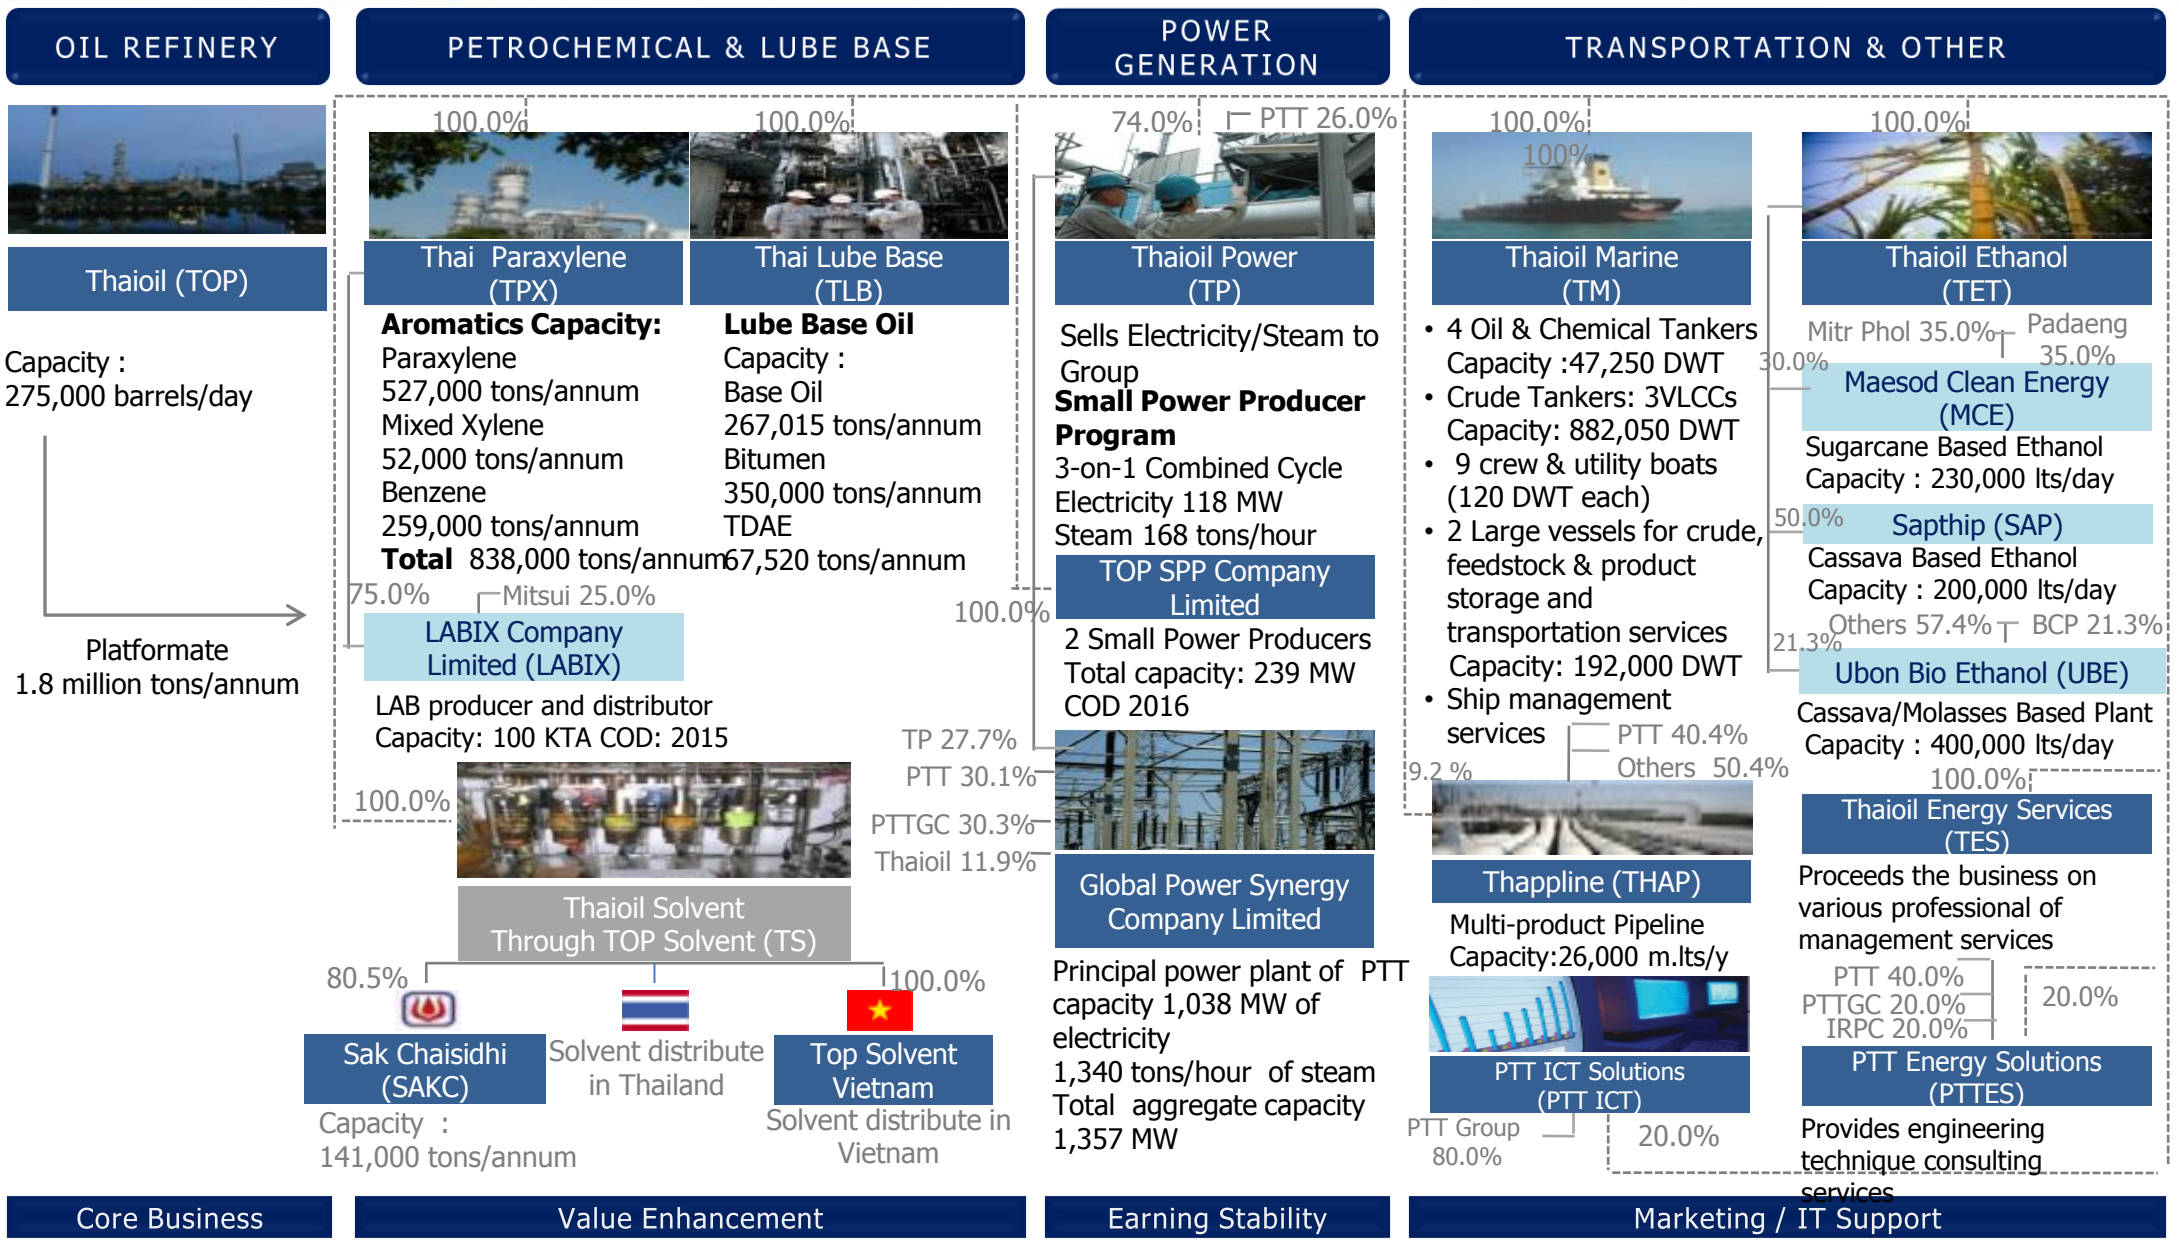 OIL REFINERY
PETROCHEMICAL & LUBE BASE
POWER
GENERATION
TRANSPORTATION & OTHER
Thaioil (TOP)
Capacity :
275,000 barrels/day
Platformate
1.8 million tons/annum
100.0%
100.0%
Thai  Paraxylene
(TPX)
Thai Lube Base
(TLB)
Aromatics Capacity:
Paraxylene
527,000 tons/annum
Mixed Xylene
52,000 tons/annum
Benzene
259,000 tons/annum
Total  838,000 tons/annum
Lube Base Oil
Capacity :
Base Oil
267,015 tons/annum
Bitumen
350,000 tons/annum
TDAE
67,520 tons/annum
75.0%
Mitsui 25.0%
LABIX Company
Limited (LABIX)
LAB producer and distributor
Capacity: 100 KTA COD: 2015
100.0%
Thaioil Solvent
Through TOP Solvent (TS)
80.5%
100.0%
Sak Chaisidhi
(SAKC)
Capacity  :
141,000 tons/annum
Solvent distribute
in Thailand
Top Solvent
Vietnam
Solvent distribute in
Vietnam
74.0%
PTT 26.0%
Thaioil Power
(TP)
Sells Electricity/Steam to
Group
Small Power Producer
Program
3-on-1 Combined Cycle
Electricity 118 MW
Steam 168 tons/hour
100.0%
TOP SPP Company
Limited
2 Small Power Producers
Total capacity: 239 MW
COD 2016
TP 27.7%
PTT 30.1%
PTTGC 30.3%
Thaioil 11.9%
Global Power Synergy
Company Limited
Principal power plant of  PTT
capacity 1,038 MW of
electricity
1,340 tons/hour  of steam
Total  aggregate capacity
1,357 MW
100.0%
100%
Thaioil Marine
(TM)
• 4 Oil & Chemical Tankers
Capacity :47,250 DWT
• Crude Tankers: 3VLCCs
Capacity: 882,050 DWT
• 9 crew & utility boats
(120 DWT each)
• 2 Large vessels for crude,
feedstock & product
storage and
transportation services
Capacity: 192,000 DWT
• Ship management
services
PTT 40.4%
Others  50.4%
9.2 %
Thappline (THAP)
Multi-product Pipeline
Capacity:26,000 m.lts/y
PTT ICT Solutions
(PTT ICT)
PTT Group
80.0%
20.0%
100.0%
Thaioil Ethanol
(TET)
Mitr Phol 35.0%
Padaeng
35.0%
30.0%
Maesod Clean Energy
(MCE)
Sugarcane Based Ethanol
Capacity : 230,000 lts/day
50.0%
Sapthip (SAP)
Cassava Based Ethanol
Capacity : 200,000 lts/day
Others 57.4%
BCP 21.3%
21.3%
Ubon Bio Ethanol (UBE)
Cassava/Molasses Based Plant
Capacity : 400,000 lts/day
100.0%
Thaioil Energy Services
(TES)
Proceeds the business on
various professional of
management services
PTT 40.0%
PTTGC 20.0%
IRPC 20.0%
20.0%
PTT Energy Solutions
(PTTES)
Provides engineering
technique consulting
services
Core Business
Value Enhancement
Earning Stability
Marketing / IT Support